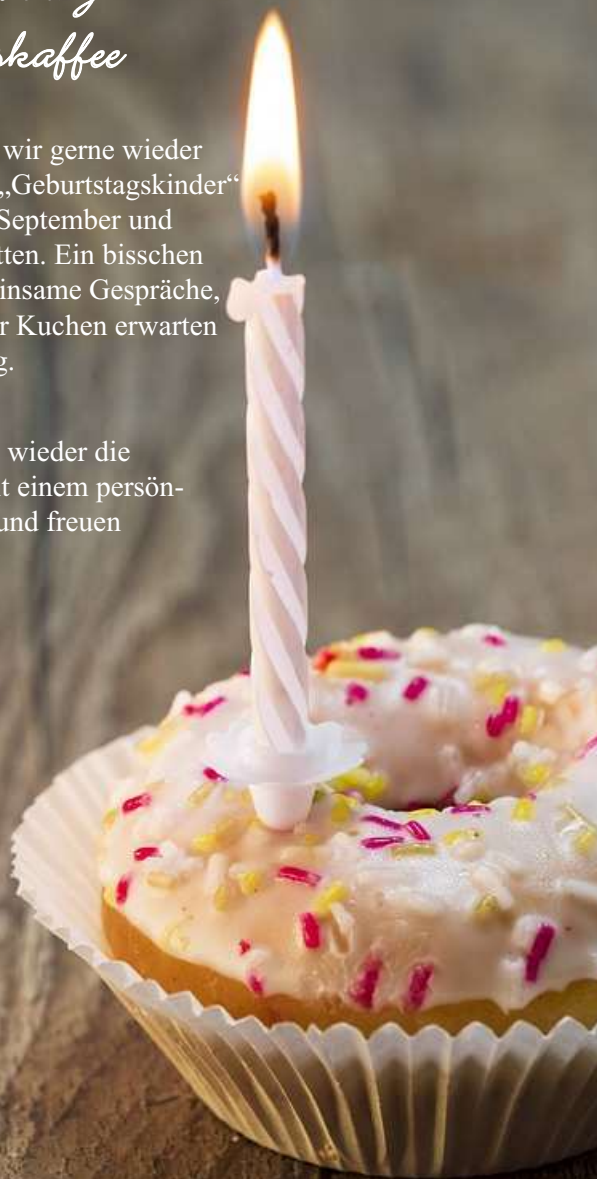 skaffee
wir gerne wieder
„Geburtstagskinder“
September und
tten. Ein bisschen
insame Gespräche,
r Kuchen erwarten
g.
wieder die
t einem persön-
und freuen